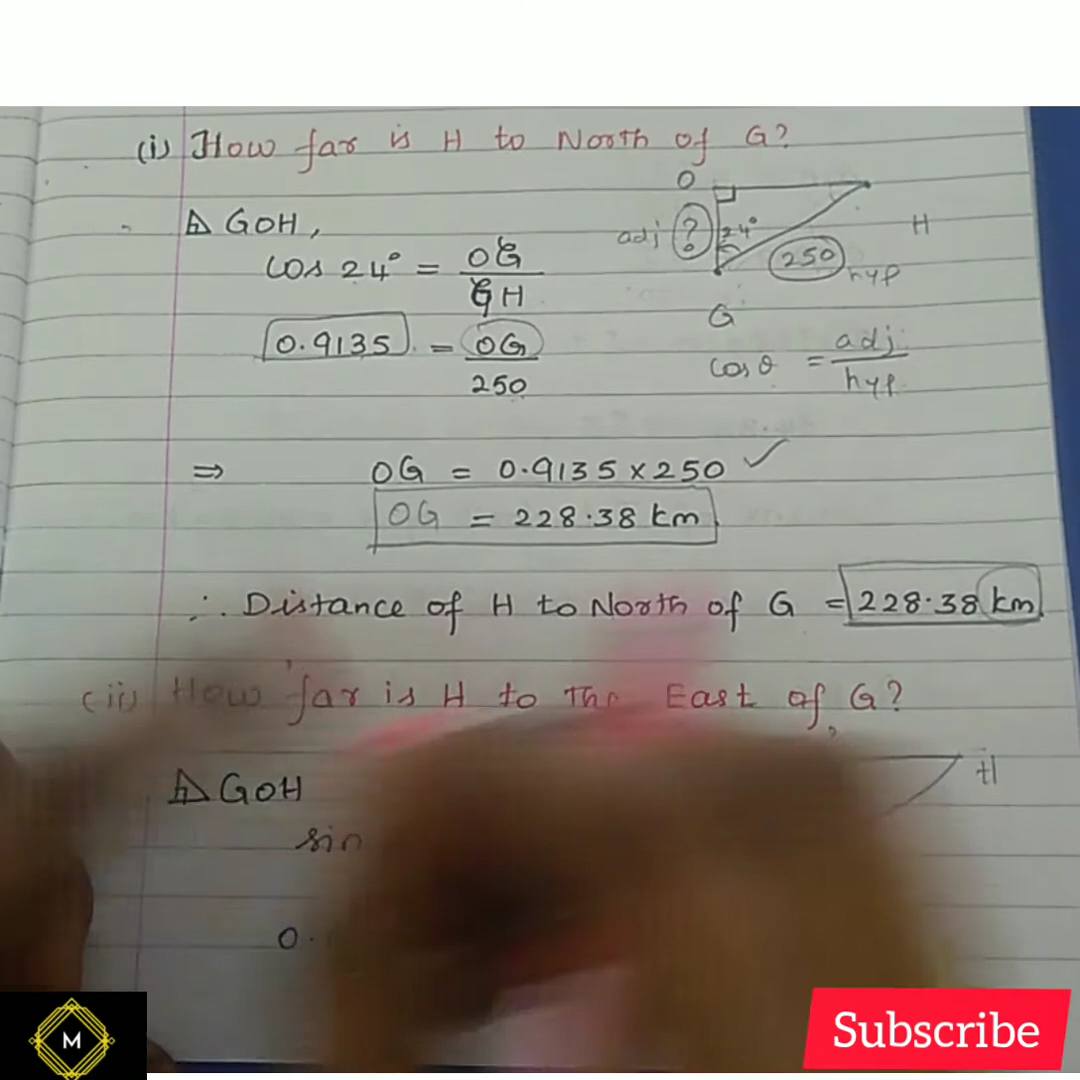 (i) How far is H to North of G?
O
△ GOH,
adj ? 24° H
cos 24° = OG / GH
250 hyp
G
0.9135 = OG / 250
cos θ = adj. / hyp.
⇒ OG = 0.9135 × 250 ✓
OG = 228.38 km
∴ Distance of H to North of G = 228.38 km
(ii) How far is H to The East of G?
△ GOH
H
sin
0.
M
Subscribe